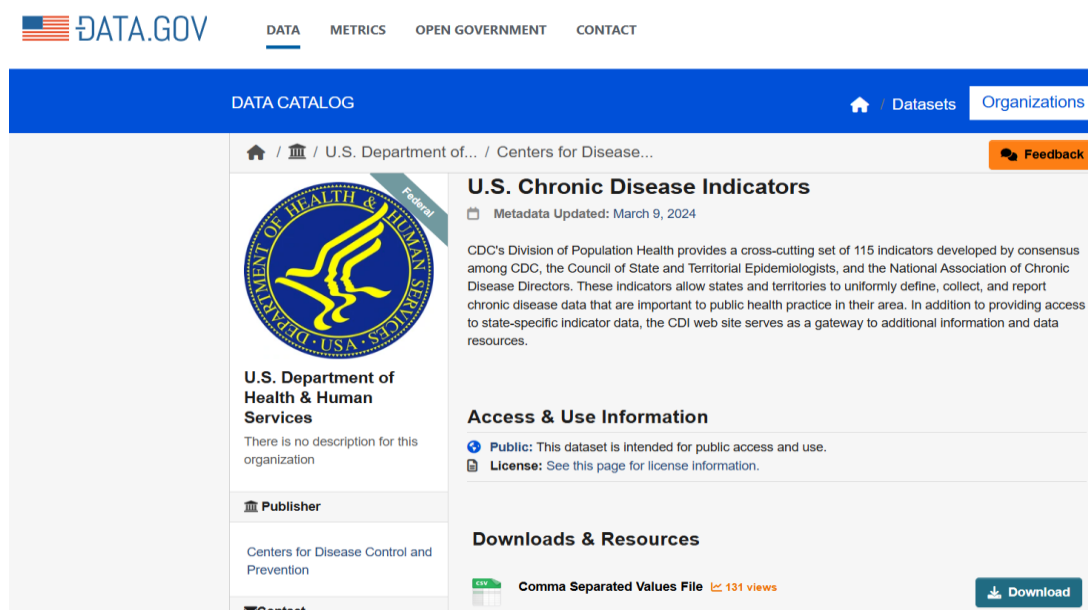 DATA.GOV
DATA METRICS OPEN GOVERNMENT CONTACT
DATA CATALOG
/ Datasets Organizations
/ / U.S. Department of... / Centers for Disease...
Feedback
Federal
DEPARTMENT OF HEALTH & HUMAN SERVICES · USA ·
U.S. Department of
Health & Human
Services
There is no description for this
organization
Publisher
Centers for Disease Control and
Prevention
Contact
U.S. Chronic Disease Indicators
Metadata Updated: March 9, 2024
CDC's Division of Population Health provides a cross-cutting set of 115 indicators developed by consensus
among CDC, the Council of State and Territorial Epidemiologists, and the National Association of Chronic
Disease Directors. These indicators allow states and territories to uniformly define, collect, and report
chronic disease data that are important to public health practice in their area. In addition to providing access
to state-specific indicator data, the CDI web site serves as a gateway to additional information and data
resources.
Access & Use Information
Public: This dataset is intended for public access and use.
License: See this page for license information.
Downloads & Resources
CSV
Comma Separated Values File 131 views
Download